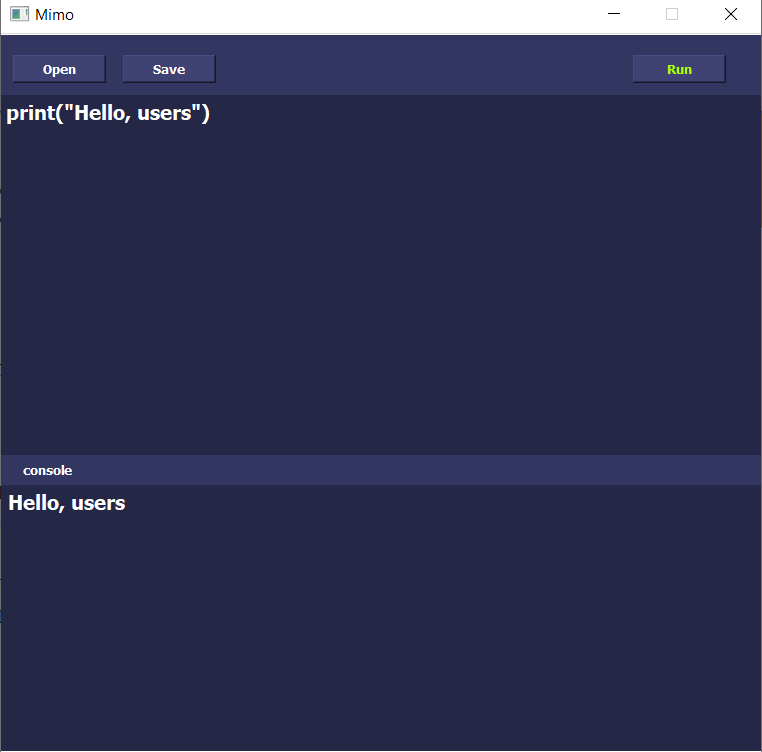 Mimo
Open Save Run
print("Hello, users")
console
Hello, users